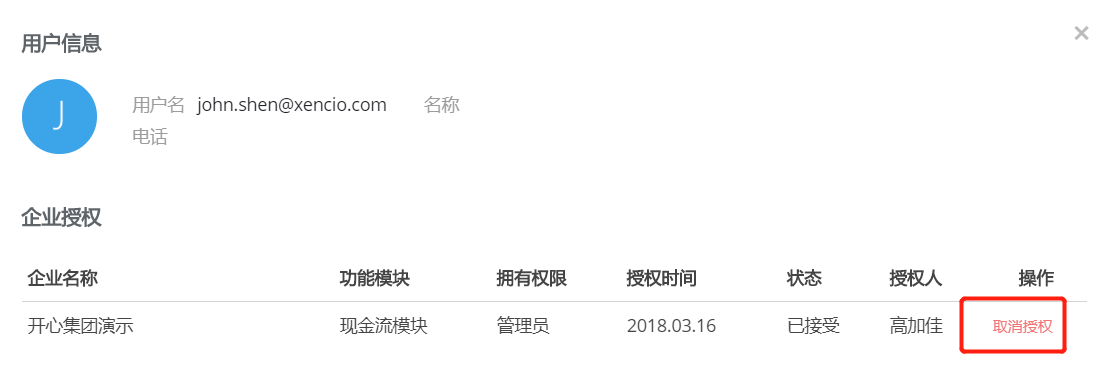 用户信息
×
J
用户名 john.shen@xencio.com 名称
电话
企业授权
企业名称 功能模块 拥有权限 授权时间 状态 授权人 操作
开心集团演示 现金流模块 管理员 2018.03.16 已接受 高加佳 取消授权